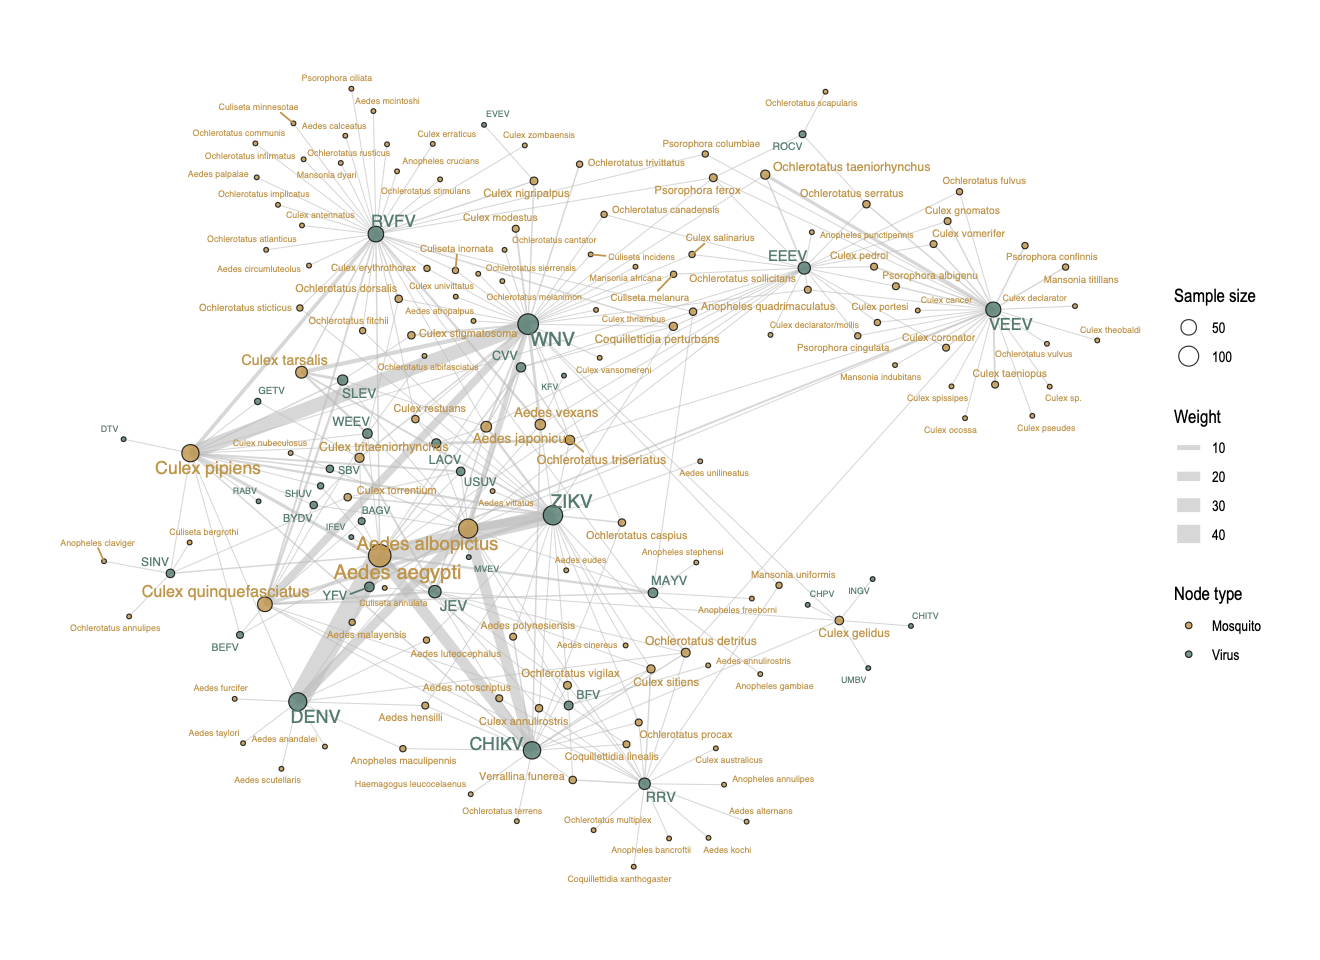 Psorophora ciliata
Culiseta minnesotae
Aedes mcintoshi
Ochlerotatus scapularis
EVEV
Ochlerotatus communis
Aedes calceatus
Culex erraticus
Culex zombaensis
Psorophora columbiae
ROCV
Ochlerotatus infirmatus
Ochlerotatus rusticus
Anopheles crucians
Ochlerotatus trivittatus
Ochlerotatus taeniorhynchus
Aedes palpalae
Mansonia dyari
Ochlerotatus stimulans
Culex nigripalpus
Psorophora ferox
Ochlerotatus serratus
Ochlerotatus fulvus
Ochlerotatus implicatus
Culex antennatus
RVFV
Culex modestus
Ochlerotatus canadensis
Culex gnomatos
Ochlerotatus atlanticus
Culiseta inornata
Ochlerotatus cantator
Culex salinarius
Anopheles punctipennis
Culex vomerifer
Aedes circumluteolus
Culex erythrothorax
Ochlerotatus sierrensis
Culiseta incidens
EEEV
Culex pedroi
Psorophora confinnis
Ochlerotatus dorsalis
Culex univittatus
Mansonia africana
Ochlerotatus sollicitans
Psorophora albigenu
Mansonia titillans
Ochlerotatus sticticus
Aedes atropalpus
Ochlerotatus melanimon
Culiseta melanura
Anopheles quadrimaculatus
Culex portesi
Culex cancer
Culex declarator
Ochlerotatus fitchii
Culex stigmatosoma
WNV
Culex thriambus
Coquillettidia perturbans
Culex declarator/mollis
VEEV
Culex theobaldi
Culex tarsalis
Ochlerotatus albifasciatus
CVV
Psorophora cingulata
Culex coronator
Ochlerotatus vulvus
GETV
SLEV
KFV
Culex vansomereni
Mansonia indubitans
Culex taeniopus
Culex restuans
Aedes vexans
Culex spissipes
Culex sp.
DTV
WEEV
Aedes japonicus
Culex ocossa
Culex pseudes
Culex nubeculosus
Culex tritaeniorhynchus
LACV
Ochlerotatus triseriatus
Culex pipiens
SBV
USUV
Aedes unilineatus
RABV
SHUV
Culex torrentium
Aedes vittatus
ZIKV
BYDV
BAGV
IFEV
Culiseta bergrothi
Ochlerotatus caspius
Anopheles claviger
Aedes albopictus
Anopheles stephensi
SINV
Aedes aegypti
MVEV
Aedes eudes
MAYV
Mansonia uniformis
CHPV
INGV
Culex quinquefasciatus
YFV
Culiseta annulata
JEV
Anopheles freeborni
CHITV
Ochlerotatus annulipes
Aedes malayensis
Aedes polynesiensis
Culex gelidus
BEFV
Aedes luteocephalus
Aedes cinereus
Ochlerotatus detritus
Aedes annulirostris
UMBV
Aedes furcifer
Aedes notoscriptus
Ochlerotatus vigilax
Culex sitiens
Anopheles gambiae
DENV
Aedes hensilli
BFV
Culex annulirostris
Aedes taylori
Aedes anandalei
CHIKV
Ochlerotatus procax
Aedes scutellaris
Anopheles maculipennis
Coquillettidia linealis
Culex australicus
Haemagogus leucocelaenus
Verrallina funerea
Anopheles annulipes
RRV
Ochlerotatus terrens
Ochlerotatus multiplex
Aedes alternans
Anopheles bancroftii
Aedes kochi
Coquillettidia xanthogaster
Sample size
50
100
Weight
10
20
30
40
Node type
Mosquito
Virus